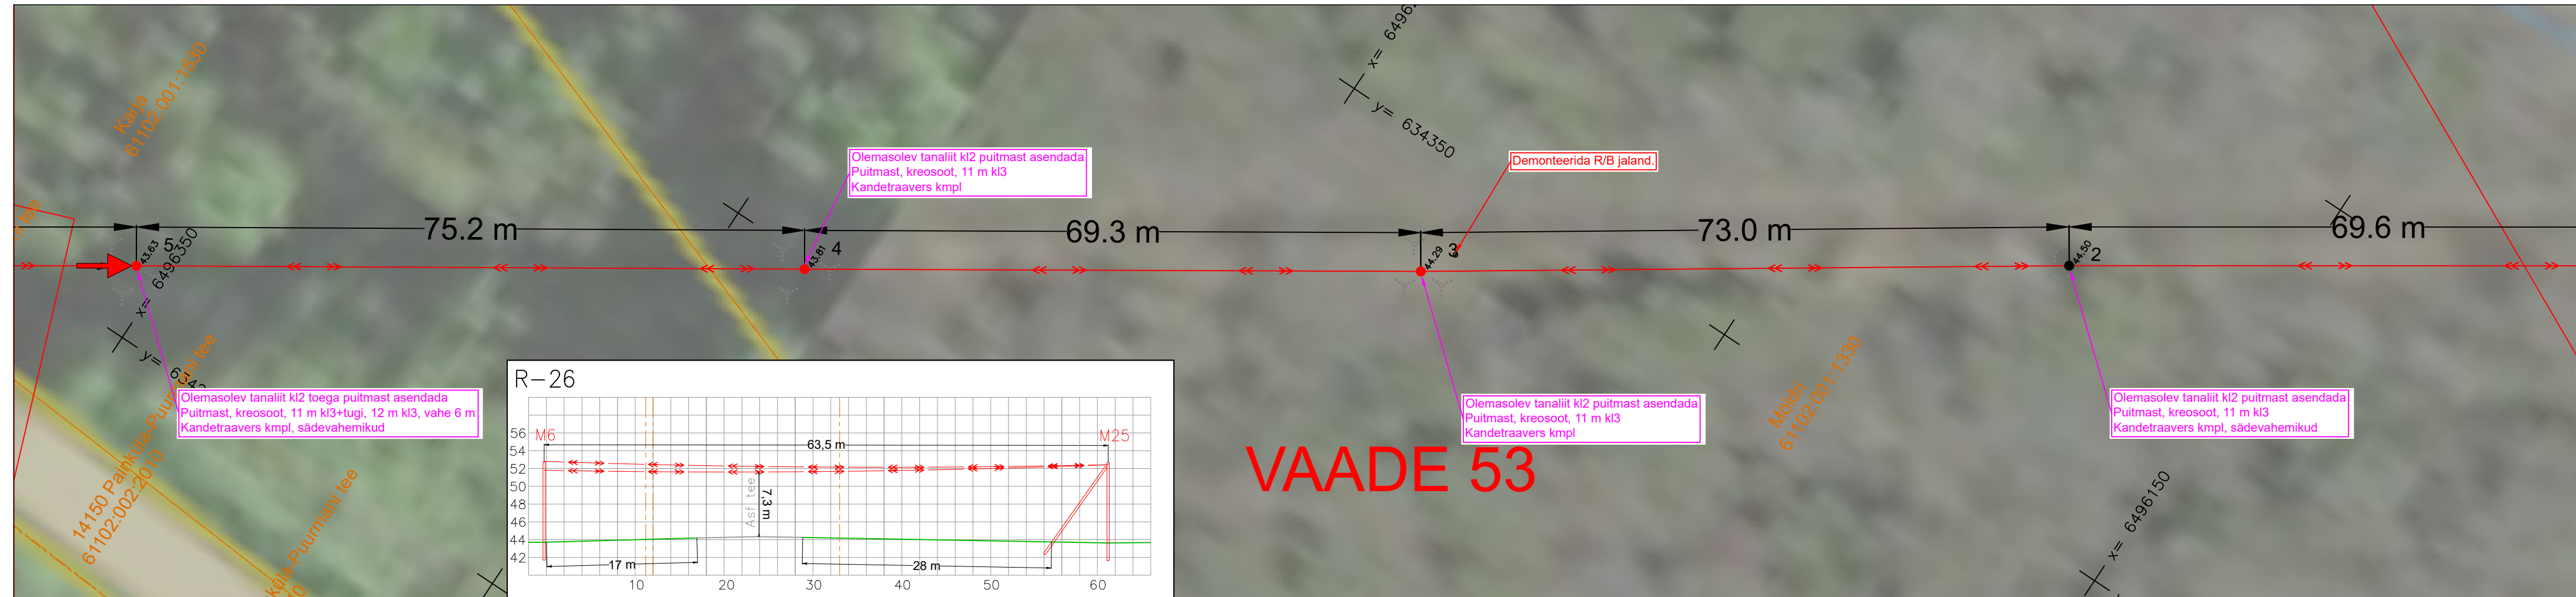 Karja
61102:001:1830
x= 6496350
14150 Painküla-Puurmani tee
61102:002:2010
75.2 m
69.3 m
73.0 m
69.6 m
5
43.63
4
43.81
3
44.29
2
44.50
Olemasolev tanaliit kl2 puitmast asendada
Puitmast, kreosoot, 11 m kl3
Kandetraavers kmpl
y= 634350
Demonteerida R/B jaland.
Olemasolev tanaliit kl2 toega puitmast asendada
Puitmast, kreosoot, 11 m kl3+tugi, 12 m kl3, vahe 6 m
Kandetraavers kmpl, sädevahemikud
Olemasolev tanaliit kl2 puitmast asendada
Puitmast, kreosoot, 11 m kl3
Kandetraavers kmpl
Mõldri
61102:001:1330
Olemasolev tanaliit kl2 puitmast asendada
Puitmast, kreosoot, 11 m kl3
Kandetraavers kmpl, sädevahemikud
VAADE 53
x= 6496150
R-26
M6
63,5 m
M25
56
54
52
50
48
46
44
42
Asf tee
7,3 m
17 m
28 m
10
20
30
40
50
60